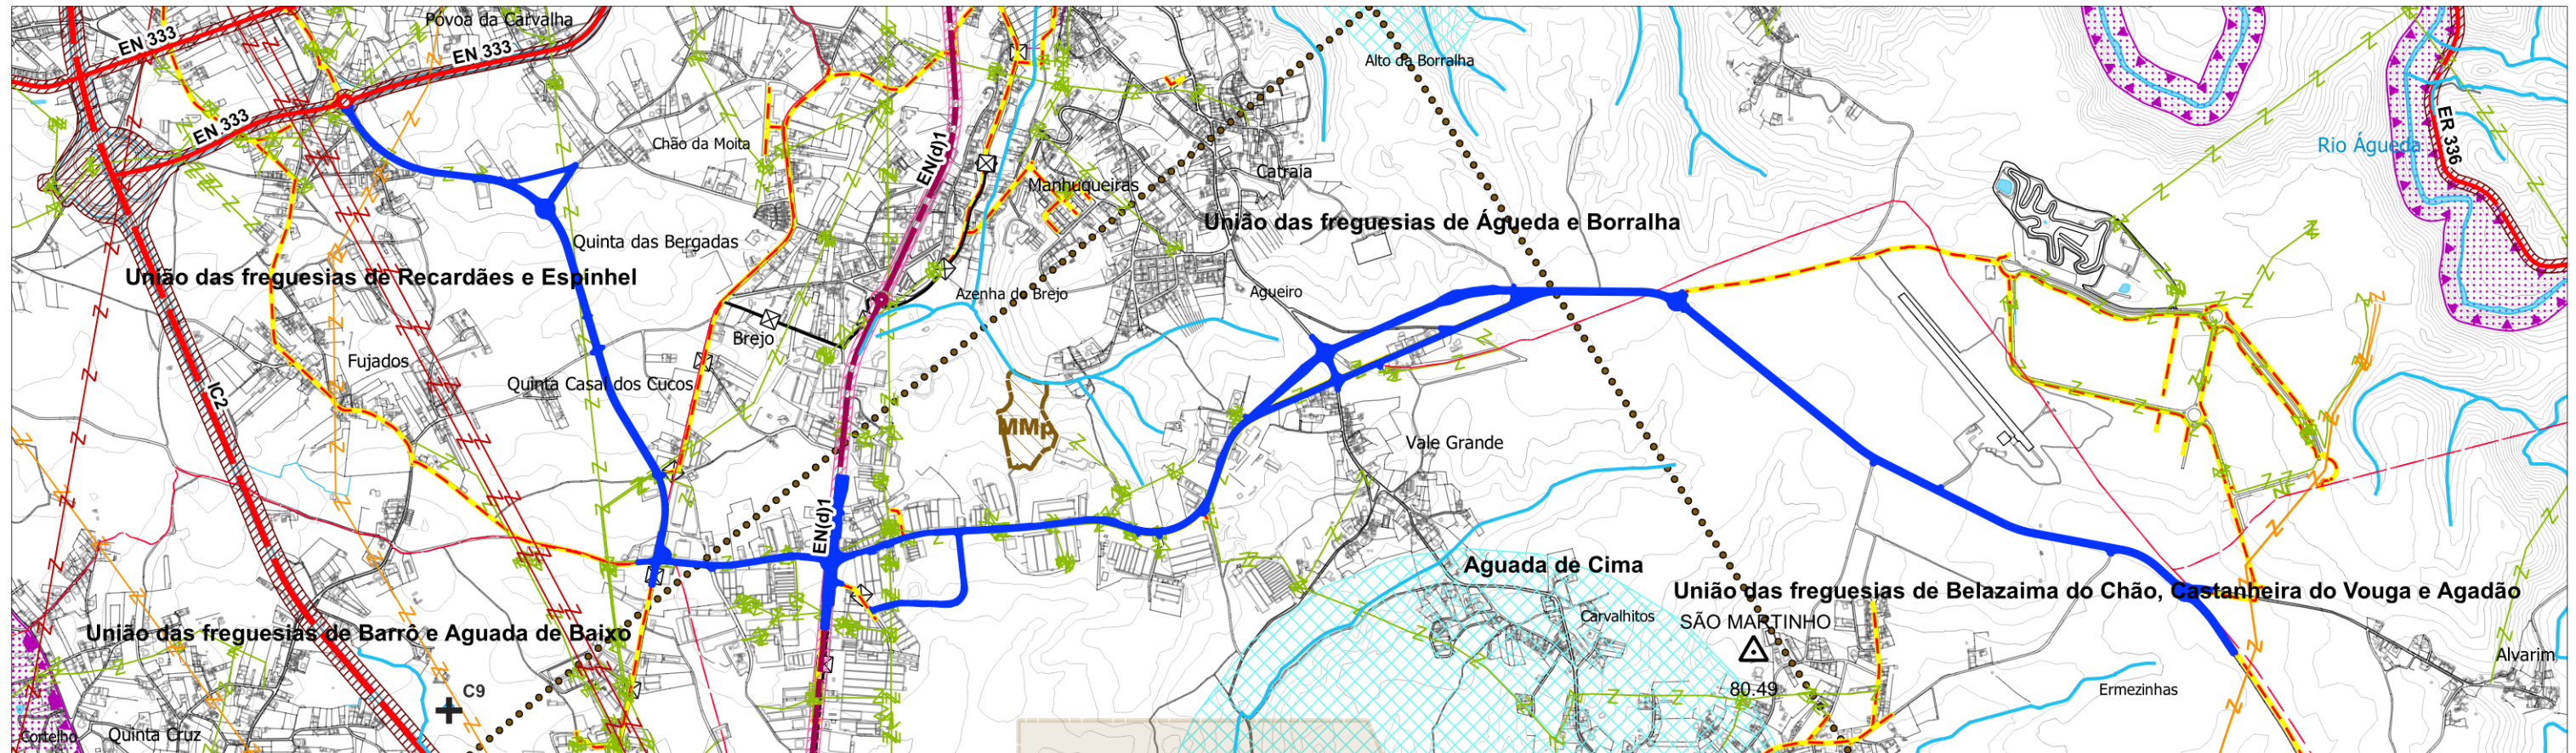 Póvoa da Carvalha
EN 333
EN 333
EN 333
Chão da Moita
EN(d)1
Manhuqueiras
Catraia
Alto da Borralha
Rio Águeda
ER 336
União das freguesias de Águeda e Borralha
Quinta das Bergadas
União das freguesias de Recardães e Espinhel
Azenha do Brejo
Agueiro
Brejo
Fujados
IC2
Quinta Casal dos Cucos
MMp
Vale Grande
EN(d)1
Aguada de Cima
União das freguesias de Belazaima do Chão, Castanheira do Vouga e Agadão
Carvalhitos
SÃO MARTINHO
União das freguesias de Barrô e Aguada de Baixo
Alvarim
C9
80.49
Ermezinhas
Cortelho
Quinta Cruz